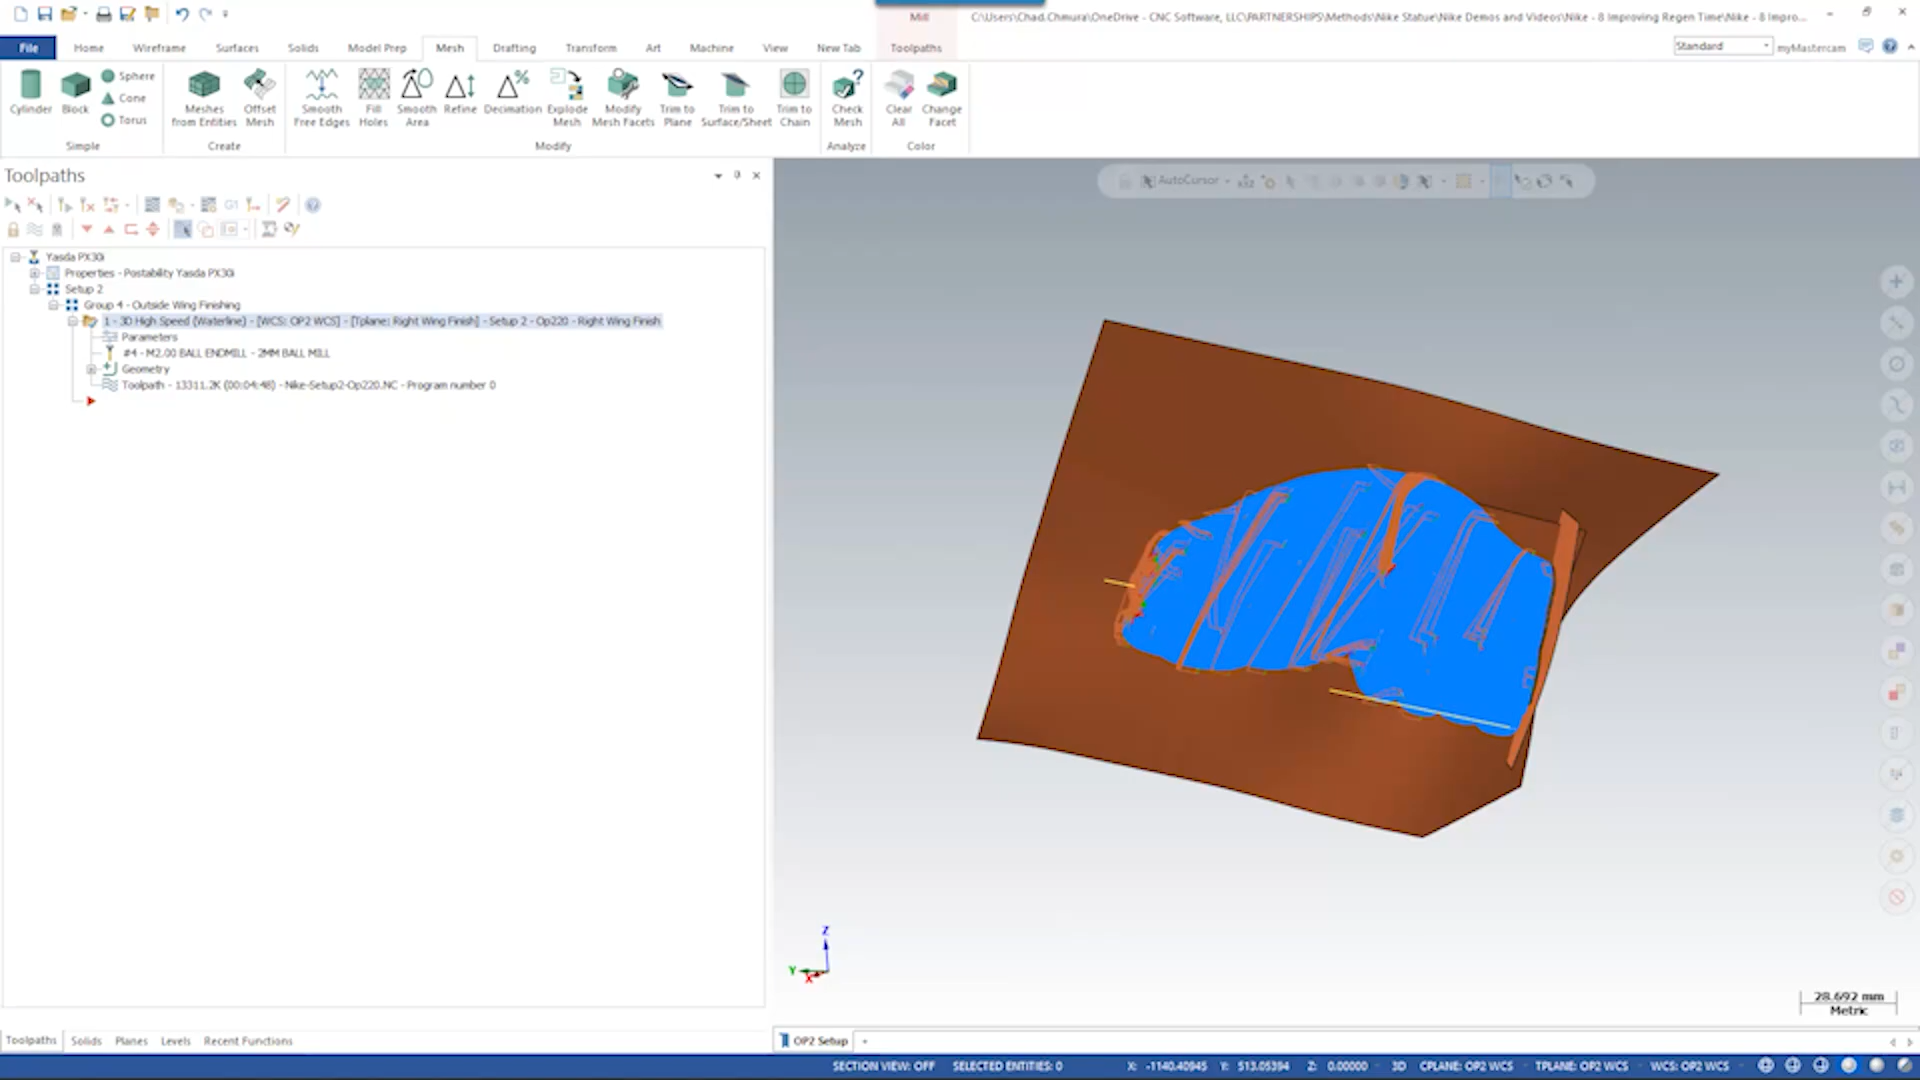 Mill
C:\Users\Chad.Chmura\OneDrive - CNC Software, LLC\PARTNERSHIPS\Methods\Nike Statue\Nike Demos and Videos\Nike - 8 Improving Regen Time\Nike - 8 Impro...
File Home Wireframe Surfaces Solids Model Prep Mesh Drafting Transform Art Machine View New Tab Toolpaths
Standard myMastercam
Cylinder Block Sphere Cone Torus
Meshes from Entities Offset Mesh
Smooth Free Edges Fill Holes Smooth Area Refine Decimation Explode Mesh Modify Mesh Facets Trim to Plane Trim to Surface/Sheet Trim to Chain
Check Mesh Clear All Change Facet
Simple Create Modify Analyze Color
Toolpaths
AutoCursor
G1
Yasda PX30i
Properties - Postability Yasda PX30i
Setup 2
Group 4 - Outside Wing Finishing
1 - 3D High Speed (Waterline) - [WCS: OP2 WCS] - [Tplane: Right Wing Finish] - Setup 2 - Op220 - Right Wing Finish
Parameters
#4 - M2.00 BALL ENDMILL - 2MM BALL MILL
Geometry
Toolpath - 13311.2K (00:04:48) - Nike-Setup2-Op220.NC - Program number 0
Z
Y
X
28.692 mm
Metric
Toolpaths Solids Planes Levels Recent Functions
OP2 Setup
SECTION VIEW: OFF SELECTED ENTITIES: 0 X: -1140.40945 Y: 513.05394 Z: 0.00000 3D CPLANE: OP2 WCS TPLANE: OP2 WCS WCS: OP2 WCS